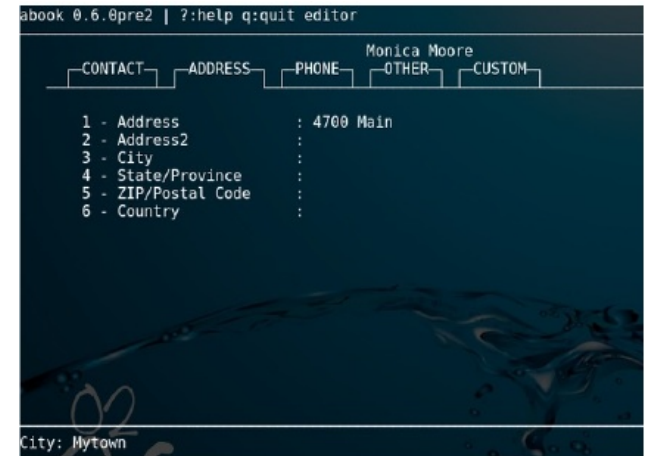 abook 0.6.0pre2 | ?:help q:quit editor
Monica Moore
CONTACT ADDRESS PHONE OTHER CUSTOM
1 - Address : 4700 Main
2 - Address2 :
3 - City :
4 - State/Province :
5 - ZIP/Postal Code :
6 - Country :
02
City: Mytown